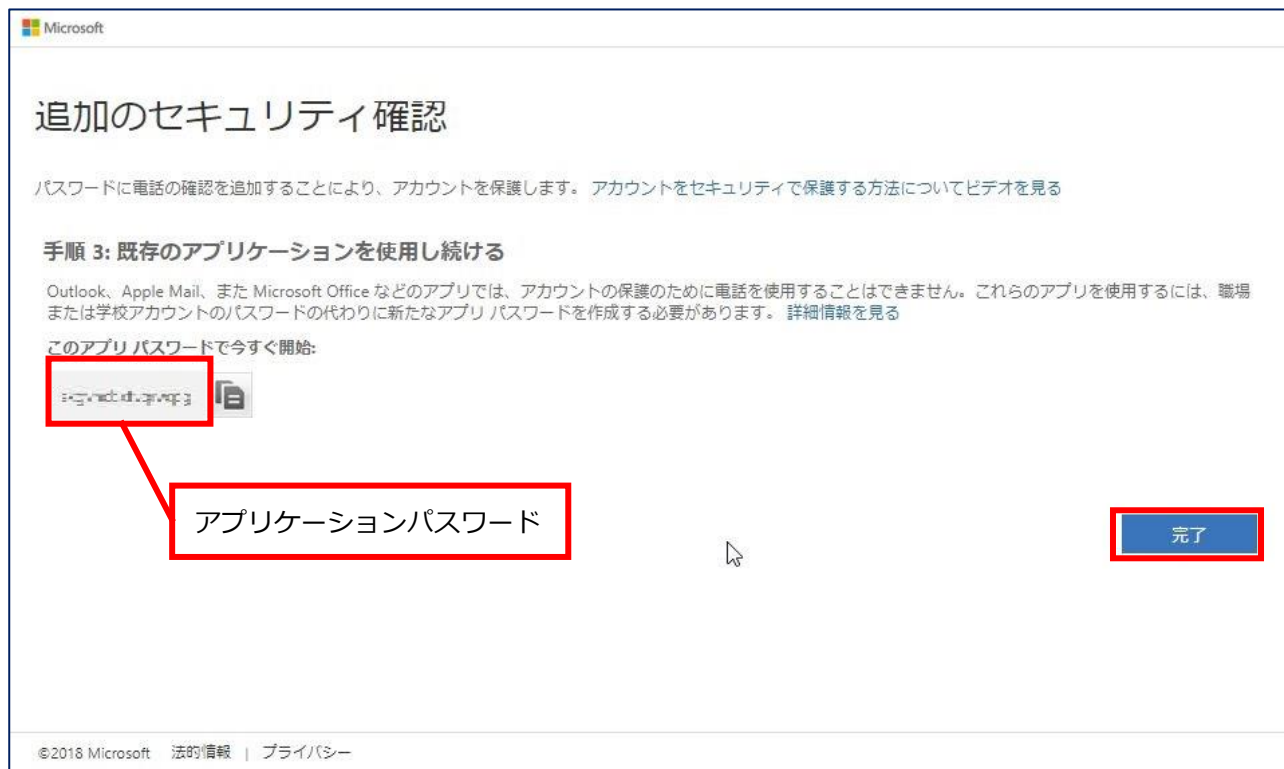 Microsoft
追加のセキュリティ確認
パスワードに電話の確認を追加することにより、アカウントを保護します。 アカウントをセキュリティで保護する方法についてビデオを見る
手順 3: 既存のアプリケーションを使用し続ける
Outlook、Apple Mail、また Microsoft Office などのアプリでは、アカウントの保護のために電話を使用することはできません。これらのアプリを使用するには、職場
または学校アカウントのパスワードの代わりに新たなアプリ パスワードを作成する必要があります。 詳細情報を見る
このアプリ パスワードで今すぐ開始:
アプリケーションパスワード
完了
©2018 Microsoft 法的情報 | プライバシー